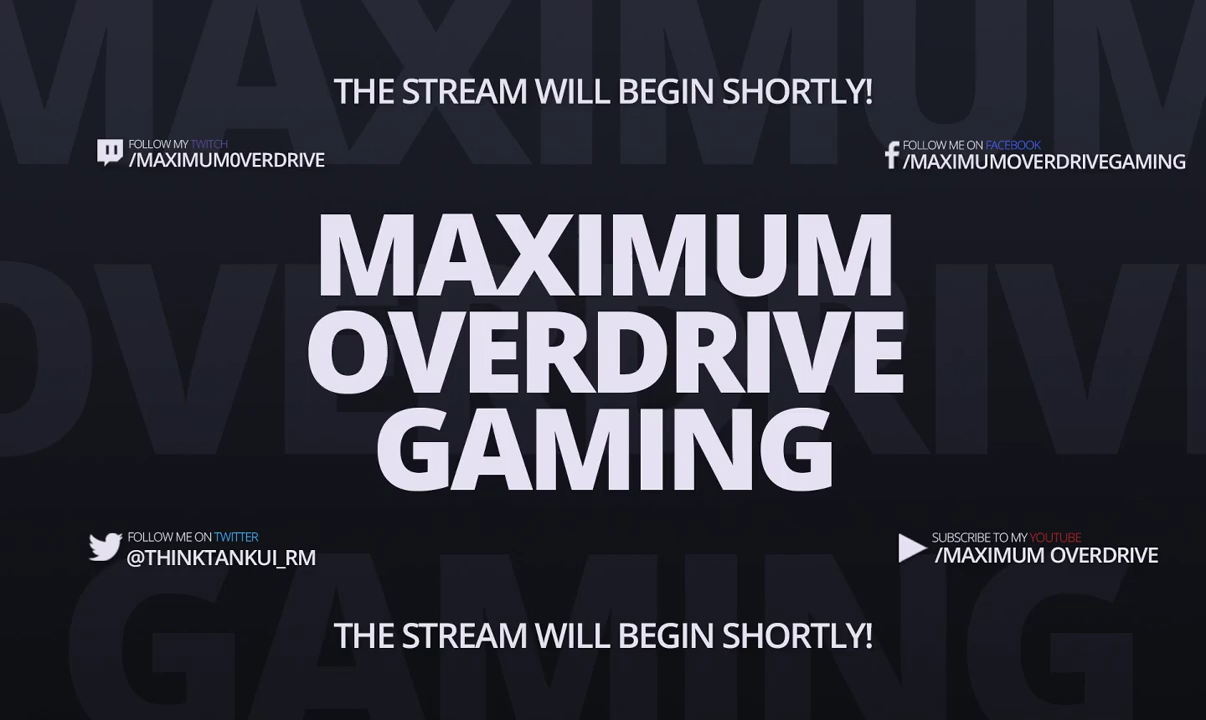 THE STREAM WILL BEGIN SHORTLY!
FOLLOW MY TWITCH
/MAXIMUM0VERDRIVE
FOLLOW ME ON FACEBOOK
/MAXIMUMOVERDRIVEGAMING
MAXIMUM
OVERDRIVE
GAMING
FOLLOW ME ON TWITTER
@THINKTANKUI_RM
SUBSCRIBE TO MY YOUTUBE
/MAXIMUM OVERDRIVE
THE STREAM WILL BEGIN SHORTLY!